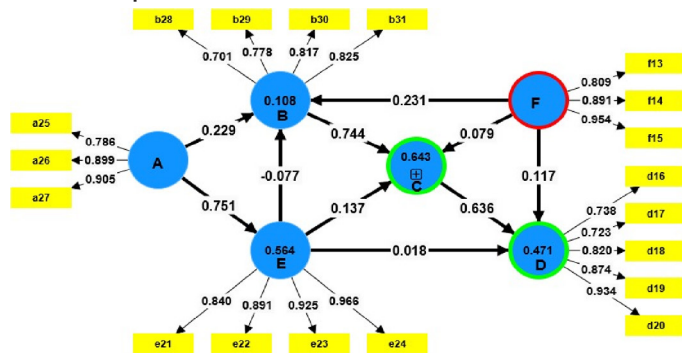 b28
b29
b30
b31
0.701
0.778
0.817
0.825
f13
f14
f15
0.809
0.891
0.954
F
0.108
B
0.231
a25
a26
a27
0.786
0.899
0.905
A
0.229
0.744
0.079
0.643
C
-0.077
0.117
0.751
0.137
0.636
d16
d17
d18
d19
d20
0.738
0.723
0.820
0.874
0.934
0.564
E
0.018
0.471
D
0.840
0.891
0.925
0.966
e21
e22
e23
e24